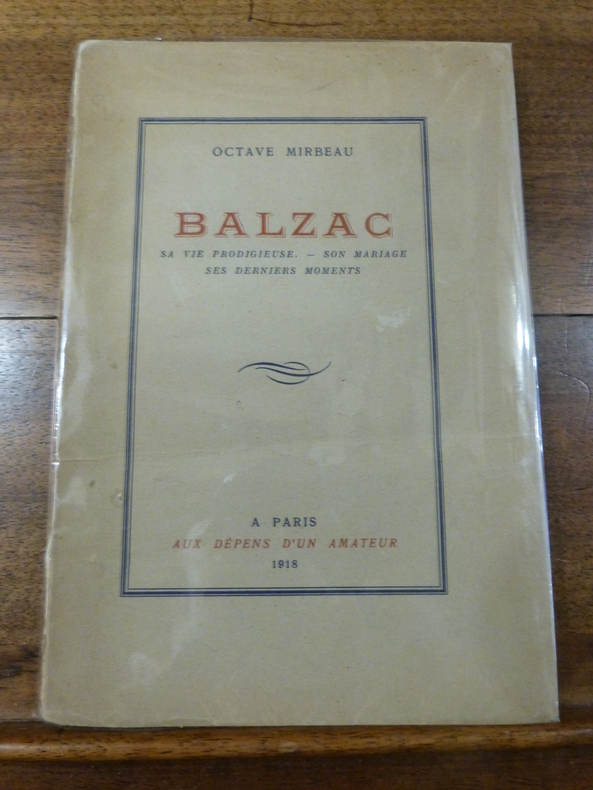 OCTAVE MIRBEAU
BALZAC
SA VIE PRODIGIEUSE. — SON MARIAGE
SES DERNIERS MOMENTS
A PARIS
AUX DÉPENS D'UN AMATEUR
1918